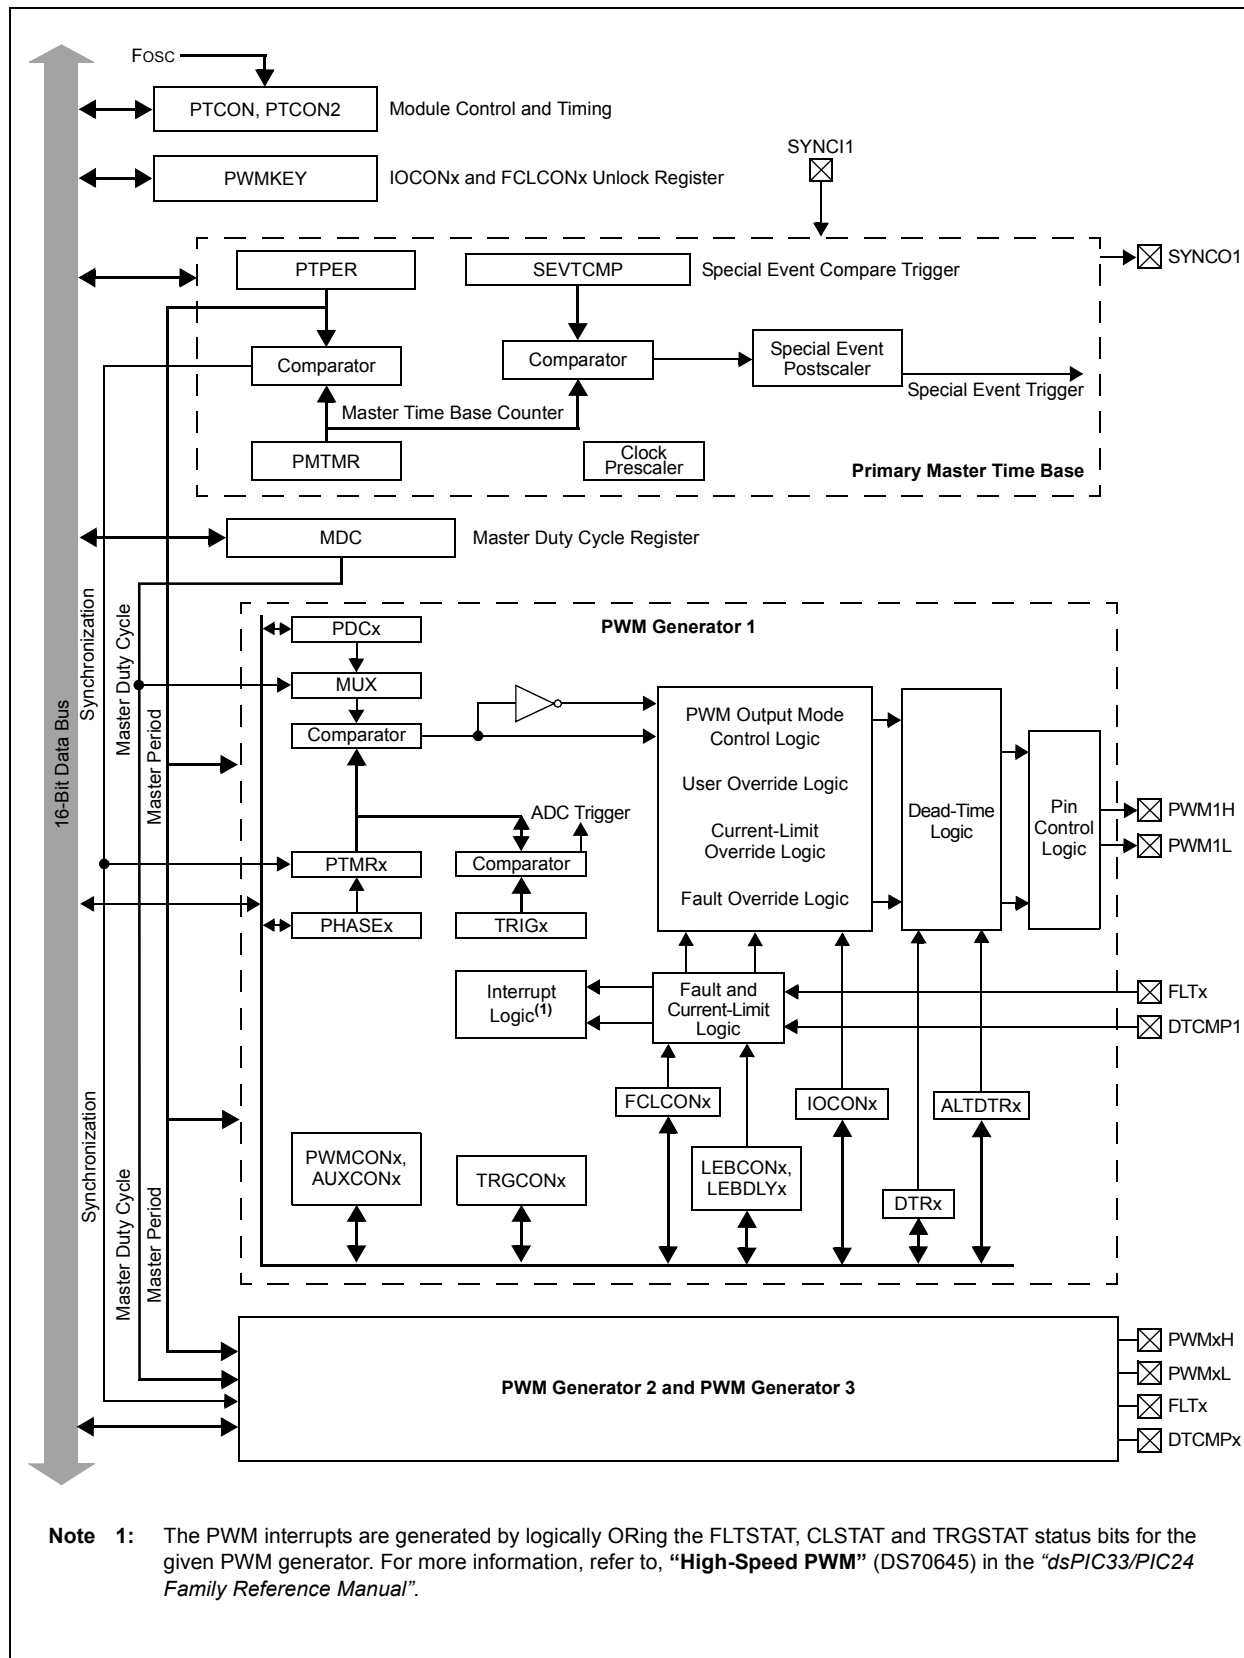 FOSC
PTCON, PTCON2
Module Control and Timing
SYNCI1
PWMKEY
IOCONx and FCLCONx Unlock Register
SYNCO1
PTPER
SEVTCMP
Special Event Compare Trigger
Comparator
Comparator
Special Event
Postscaler
Special Event Trigger
Master Time Base Counter
PMTMR
Clock
Prescaler
Primary Master Time Base
MDC
Master Duty Cycle Register
16-Bit Data Bus
Synchronization
Master Duty Cycle
Master Period
PDCx
PWM Generator 1
MUX
Comparator
PWM Output Mode
Control Logic
User Override Logic
Current-Limit
Override Logic
Fault Override Logic
Dead-Time
Logic
Pin
Control
Logic
PWM1H
PWM1L
ADC Trigger
PTMRx
Comparator
PHASEx
TRIGx
Interrupt
Logic(1)
Fault and
Current-Limit
Logic
FLTx
DTCMP1
FCLCONx
IOCONx
ALTDTRx
PWMCONx,
AUXCONx
TRGCONx
LEBCONx,
LEBDLYx
DTRx
Synchronization
Master Duty Cycle
Master Period
PWM Generator 2 and PWM Generator 3
PWMxH
PWMxL
FLTx
DTCMPx
Note 1: The PWM interrupts are generated by logically ORing the FLTSTAT, CLSTAT and TRGSTAT status bits for the
given PWM generator. For more information, refer to, “High-Speed PWM” (DS70645) in the “dsPIC33/PIC24
Family Reference Manual”.